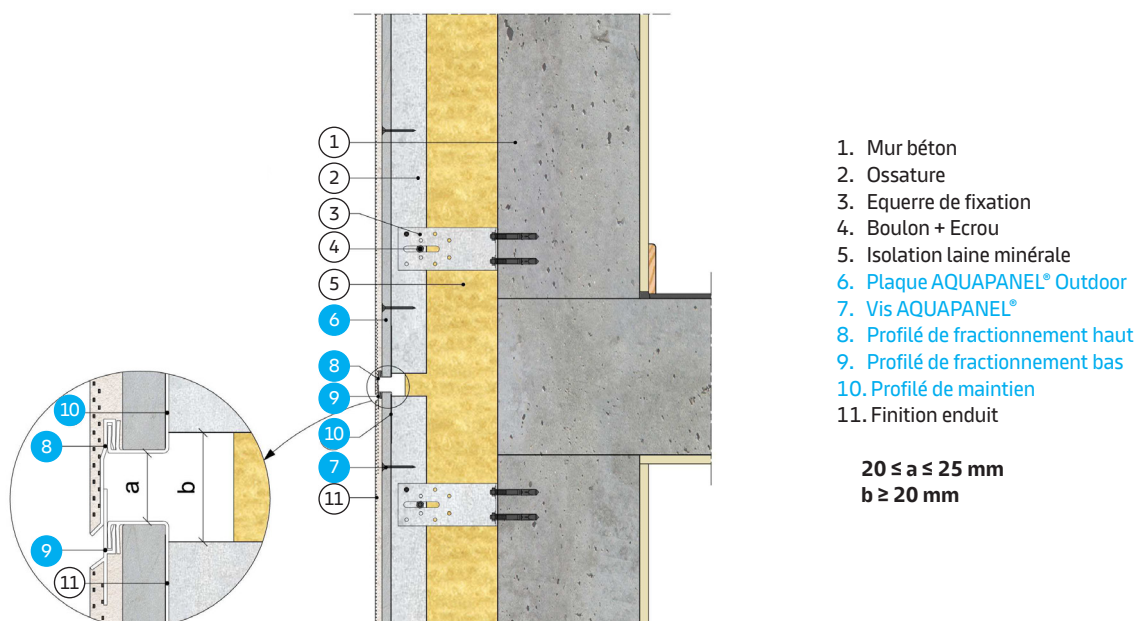 1
2
3
4
5
6
8
9
10
7
11
10
8
a
b
9
11
1. Mur béton
2. Ossature
3. Equerre de fixation
4. Boulon + Ecrou
5. Isolation laine minérale
6. Plaque AQUAPANEL® Outdoor
7. Vis AQUAPANEL®
8. Profilé de fractionnement haut
9. Profilé de fractionnement bas
10. Profilé de maintien
11. Finition enduit
20 ≤ a ≤ 25 mm
b ≥ 20 mm